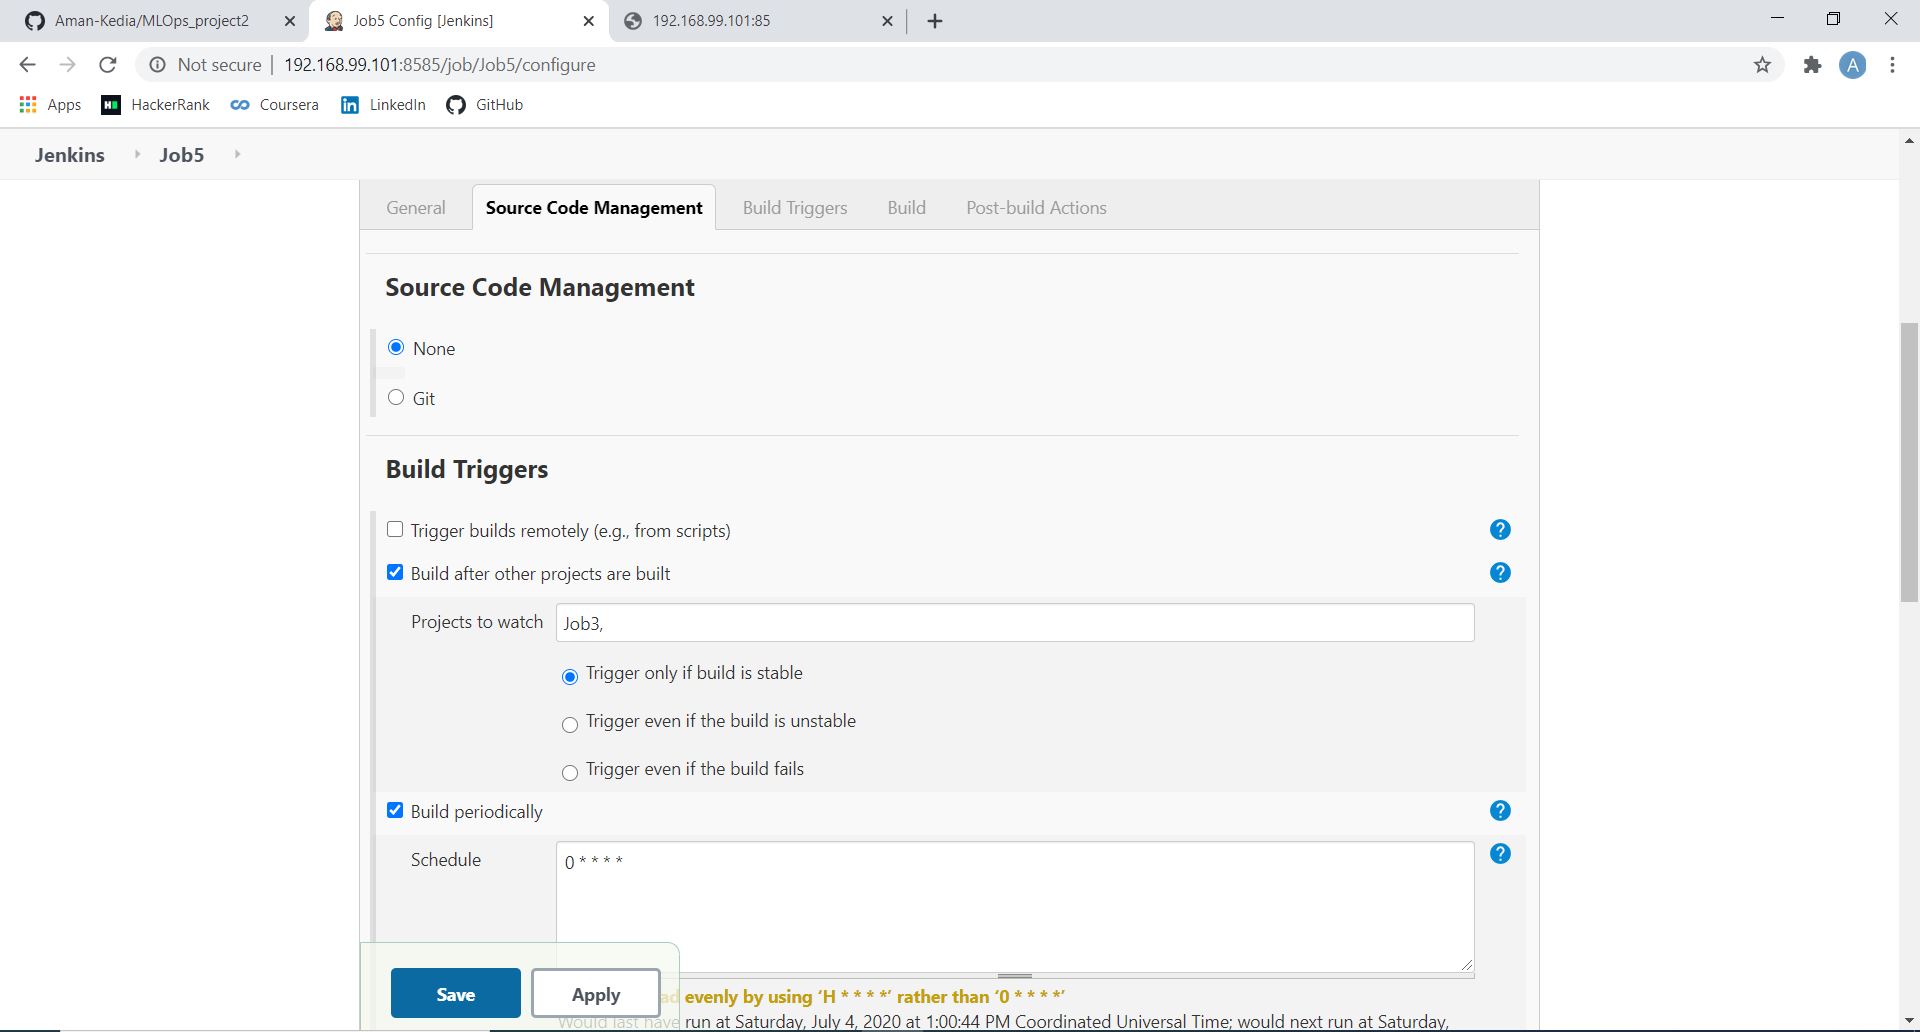 Aman-Kedia/MLOps_project2
Job5 Config [Jenkins]
192.168.99.101:85
Not secure
192.168.99.101:8585/job/Job5/configure
A
Apps
HackerRank
Coursera
LinkedIn
GitHub
Jenkins
Job5
General
Source Code Management
Build Triggers
Build
Post-build Actions
Source Code Management
None
Git
Build Triggers
Trigger builds remotely (e.g., from scripts)
?
Build after other projects are built
?
Projects to watch
Job3,
Trigger only if build is stable
Trigger even if the build is unstable
Trigger even if the build fails
Build periodically
?
Schedule
0 * * * *
?
Save
Apply
ad evenly by using ‘H * * * *’ rather than ‘0 * * * *’
Would last have run at Saturday, July 4, 2020 at 1:00:44 PM Coordinated Universal Time; would next run at Saturday,